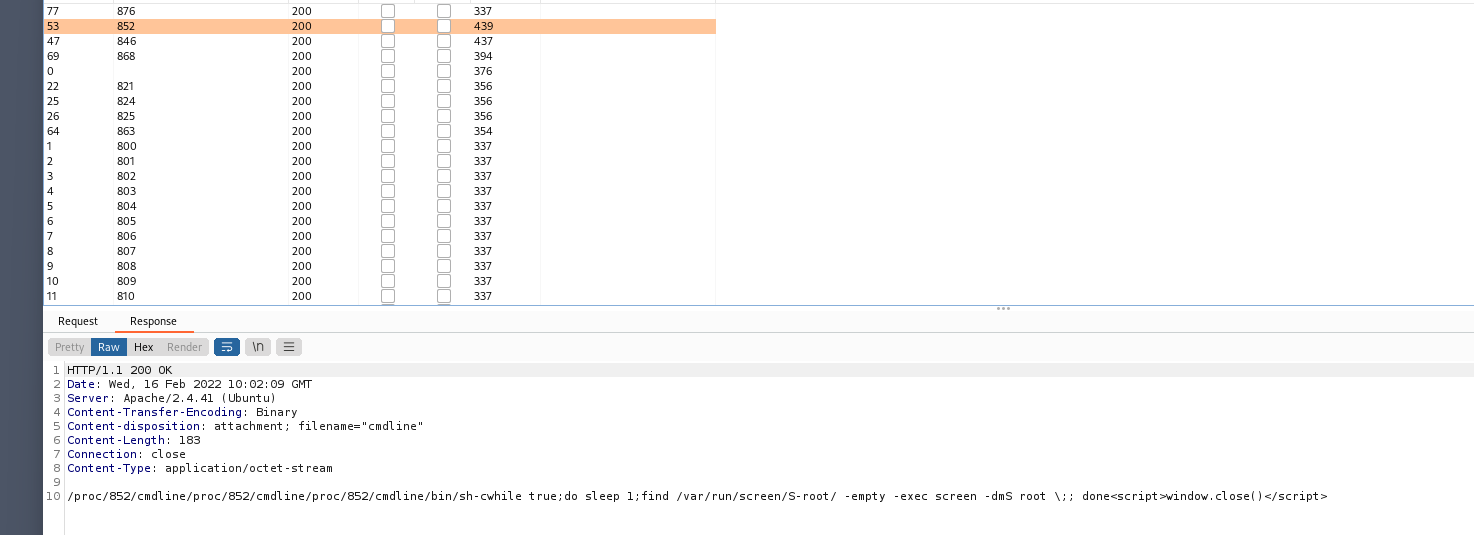 77 876 200 337
53 852 200 439
47 846 200 437
69 868 200 394
0 200 376
22 821 200 356
25 824 200 356
26 825 200 356
64 863 200 354
1 800 200 337
2 801 200 337
3 802 200 337
4 803 200 337
5 804 200 337
6 805 200 337
7 806 200 337
8 807 200 337
9 808 200 337
10 809 200 337
11 810 200 337
Request Response
Pretty Raw Hex Render \n
1 HTTP/1.1 200 OK
2 Date: Wed, 16 Feb 2022 10:02:09 GMT
3 Server: Apache/2.4.41 (Ubuntu)
4 Content-Transfer-Encoding: Binary
5 Content-disposition: attachment; filename="cmdline"
6 Content-Length: 183
7 Connection: close
8 Content-Type: application/octet-stream
9
10 /proc/852/cmdline/proc/852/cmdline/proc/852/cmdline/bin/sh-cwhile true;do sleep 1;find /var/run/screen/S-root/ -empty -exec screen -dmS root \;; done<script>window.close()</script>